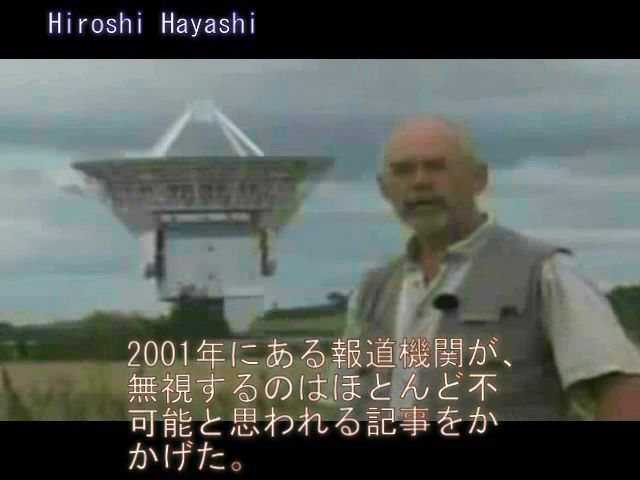 Hiroshi Hayashi
2001年にある報道機関が、
無視するのはほとんど不
可能と思われる記事をか
かげた。